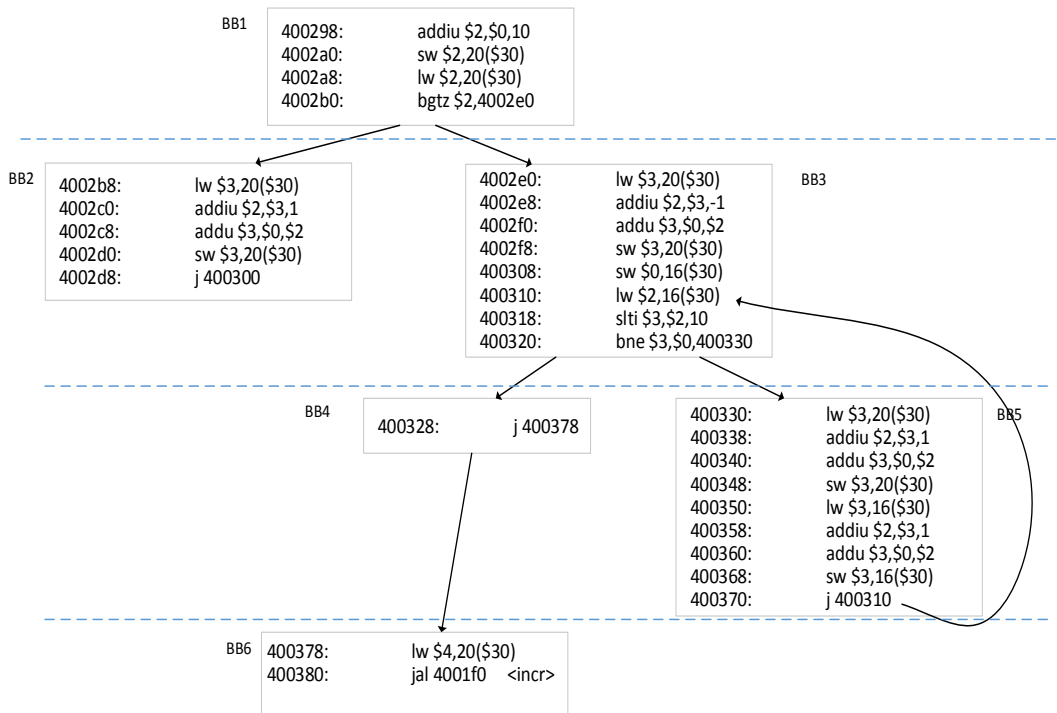 BB1
400298: addiu $2,$0,10
4002a0: sw $2,20($30)
4002a8: lw $2,20($30)
4002b0: bgtz $2,4002e0
BB2
4002b8: lw $3,20($30)
4002c0: addiu $2,$3,1
4002c8: addu $3,$0,$2
4002d0: sw $3,20($30)
4002d8: j 400300
BB3
4002e0: lw $3,20($30)
4002e8: addiu $2,$3,-1
4002f0: addu $3,$0,$2
4002f8: sw $3,20($30)
400308: sw $0,16($30)
400310: lw $2,16($30)
400318: slti $3,$2,10
400320: bne $3,$0,400330
BB4
400328: j 400378
BB5
400330: lw $3,20($30)
400338: addiu $2,$3,1
400340: addu $3,$0,$2
400348: sw $3,20($30)
400350: lw $3,16($30)
400358: addiu $2,$3,1
400360: addu $3,$0,$2
400368: sw $3,16($30)
400370: j 400310
BB6
400378: lw $4,20($30)
400380: jal 4001f0 <incr>